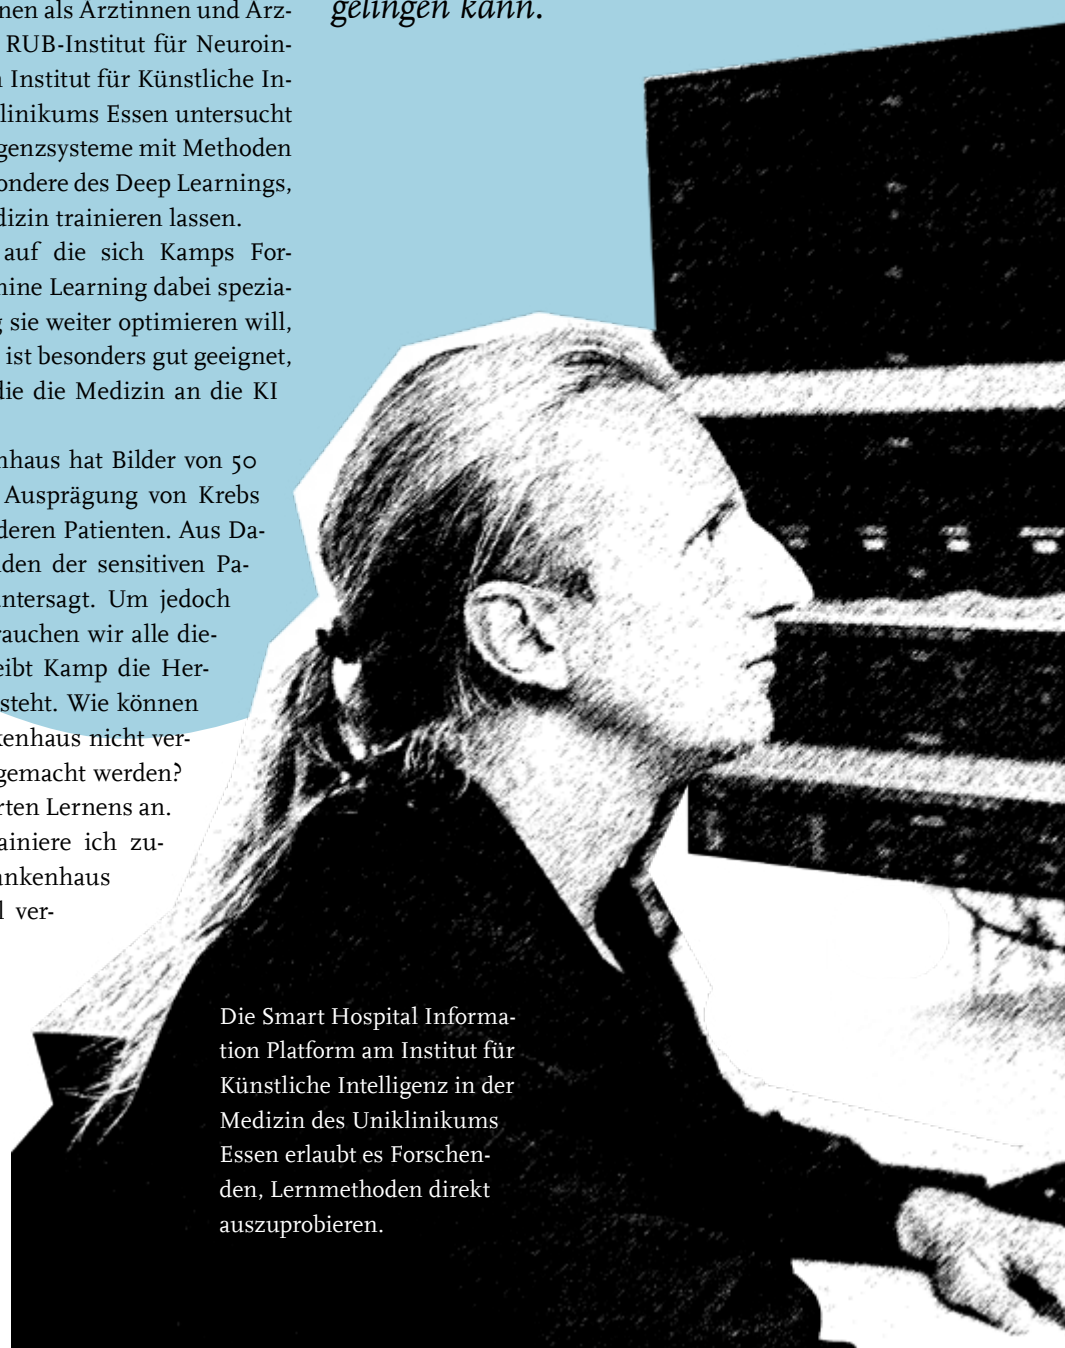 nen als Ärztinnen und Ärz-
RUB-Institut für Neuroin-
Institut für Künstliche In-
linikums Essen untersucht
genzsysteme mit Methoden
ondere des Deep Learnings,
dizin trainieren lassen.
auf die sich Kamps For-
hine Learning dabei spezia-
g sie weiter optimieren will,
ist besonders gut geeignet,
die die Medizin an die KI
nhaus hat Bilder von 50
Ausprägung von Krebs
deren Patienten. Aus Da-
den der sensitiven Pa-
untersagt. Um jedoch
rauchen wir alle die-
eibt Kamp die Her-
steht. Wie können
kenhaus nicht ver-
gemacht werden?
rten Lernens an.
ainiere ich zu-
ankenhaus
l ver-
gelingen kann.
Die Smart Hospital Informa-
tion Platform am Institut für
Künstliche Intelligenz in der
Medizin des Uniklinikums
Essen erlaubt es Forschen-
den, Lernmethoden direkt
auszuprobieren.